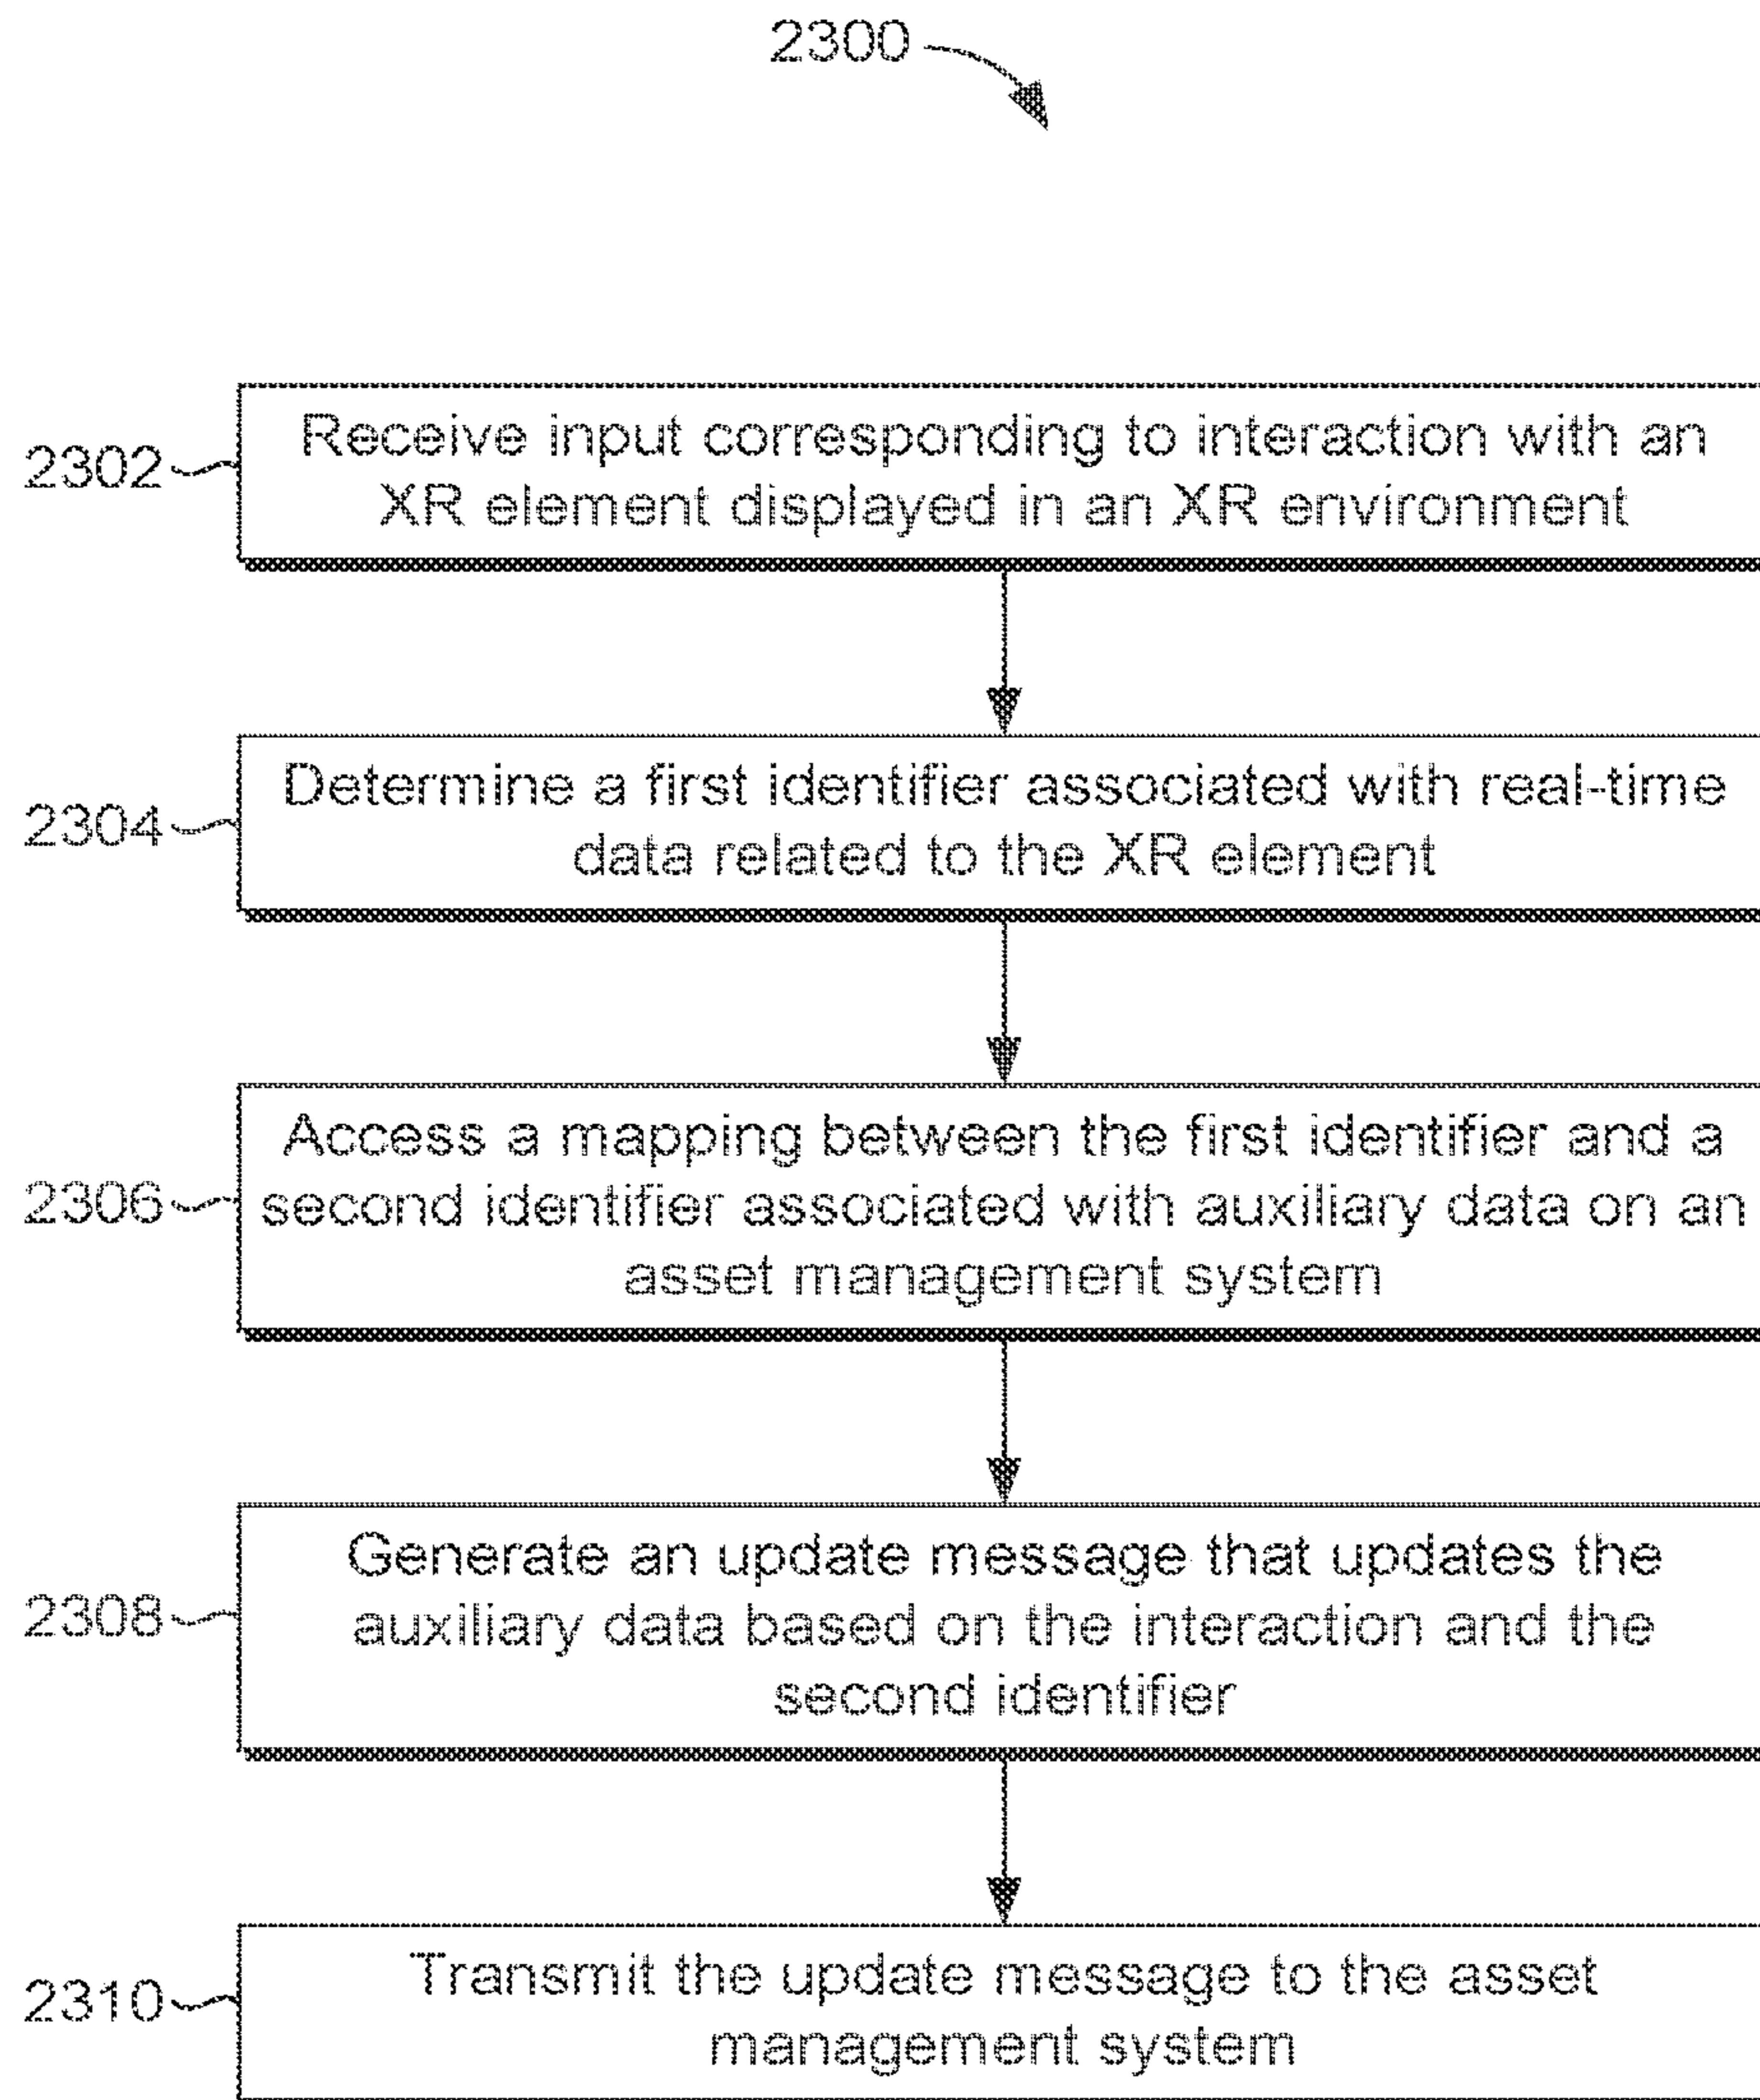 2300
2302
Receive input corresponding to interaction with an
XR element displayed in an XR environment
2304
Determine a first identifier associated with real-time
data related to the XR element
2306
Access a mapping between the first identifier and a
second identifier associated with auxiliary data on an
asset management system
2308
Generate an update message that updates the
auxiliary data based on the interaction and the
second identifier
2310
Transmit the update message to the asset
management system